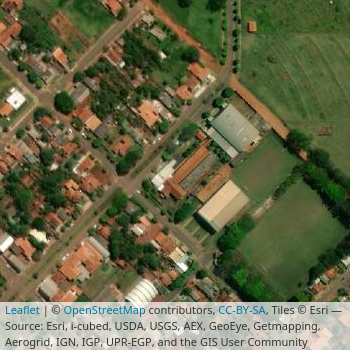 Leaflet | © OpenStreetMap contributors, CC-BY-SA, Tiles © Esri —
Source: Esri, i-cubed, USDA, USGS, AEX, GeoEye, Getmapping,
Aerogrid, IGN, IGP, UPR-EGP, and the GIS User Community